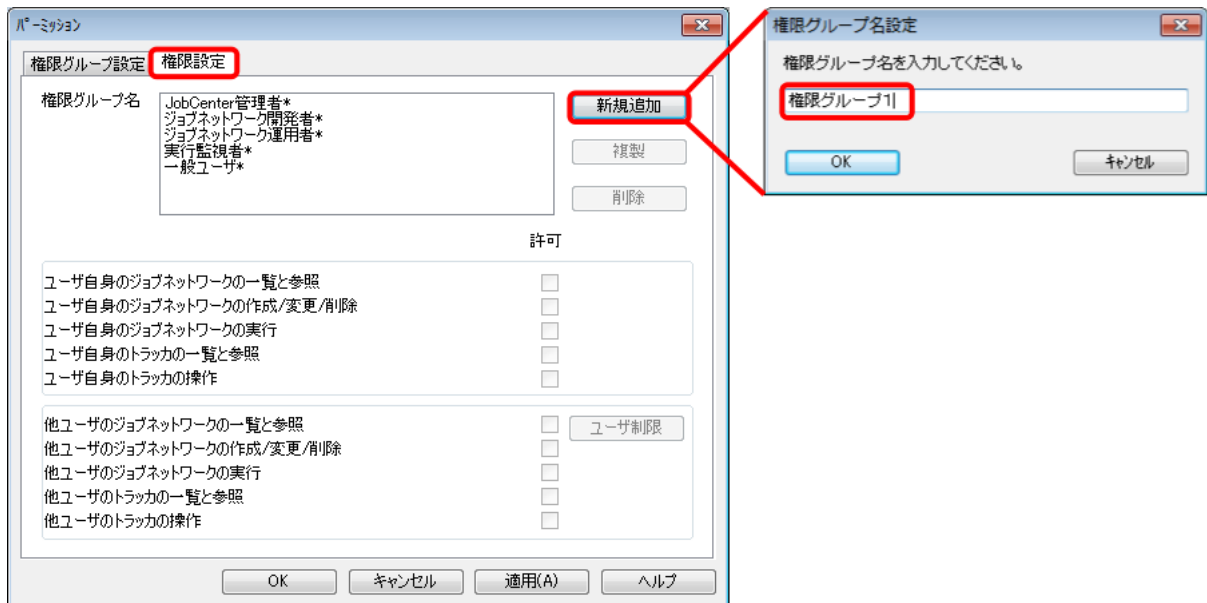 パーミッション
権限グループ設定 権限設定
権限グループ名
JobCenter管理者*
ジョブネットワーク開発者*
ジョブネットワーク運用者*
実行監視者*
一般ユーザ*
新規追加
複製
削除
許可
ユーザ自身のジョブネットワークの一覧と参照
ユーザ自身のジョブネットワークの作成/変更/削除
ユーザ自身のジョブネットワークの実行
ユーザ自身のトラッカの一覧と参照
ユーザ自身のトラッカの操作
他ユーザのジョブネットワークの一覧と参照
ユーザ制限
他ユーザのジョブネットワークの作成/変更/削除
他ユーザのジョブネットワークの実行
他ユーザのトラッカの一覧と参照
他ユーザのトラッカの操作
OK キャンセル 適用(A) ヘルプ
権限グループ名設定
権限グループ名を入力してください。
権限グループ1
OK キャンセル